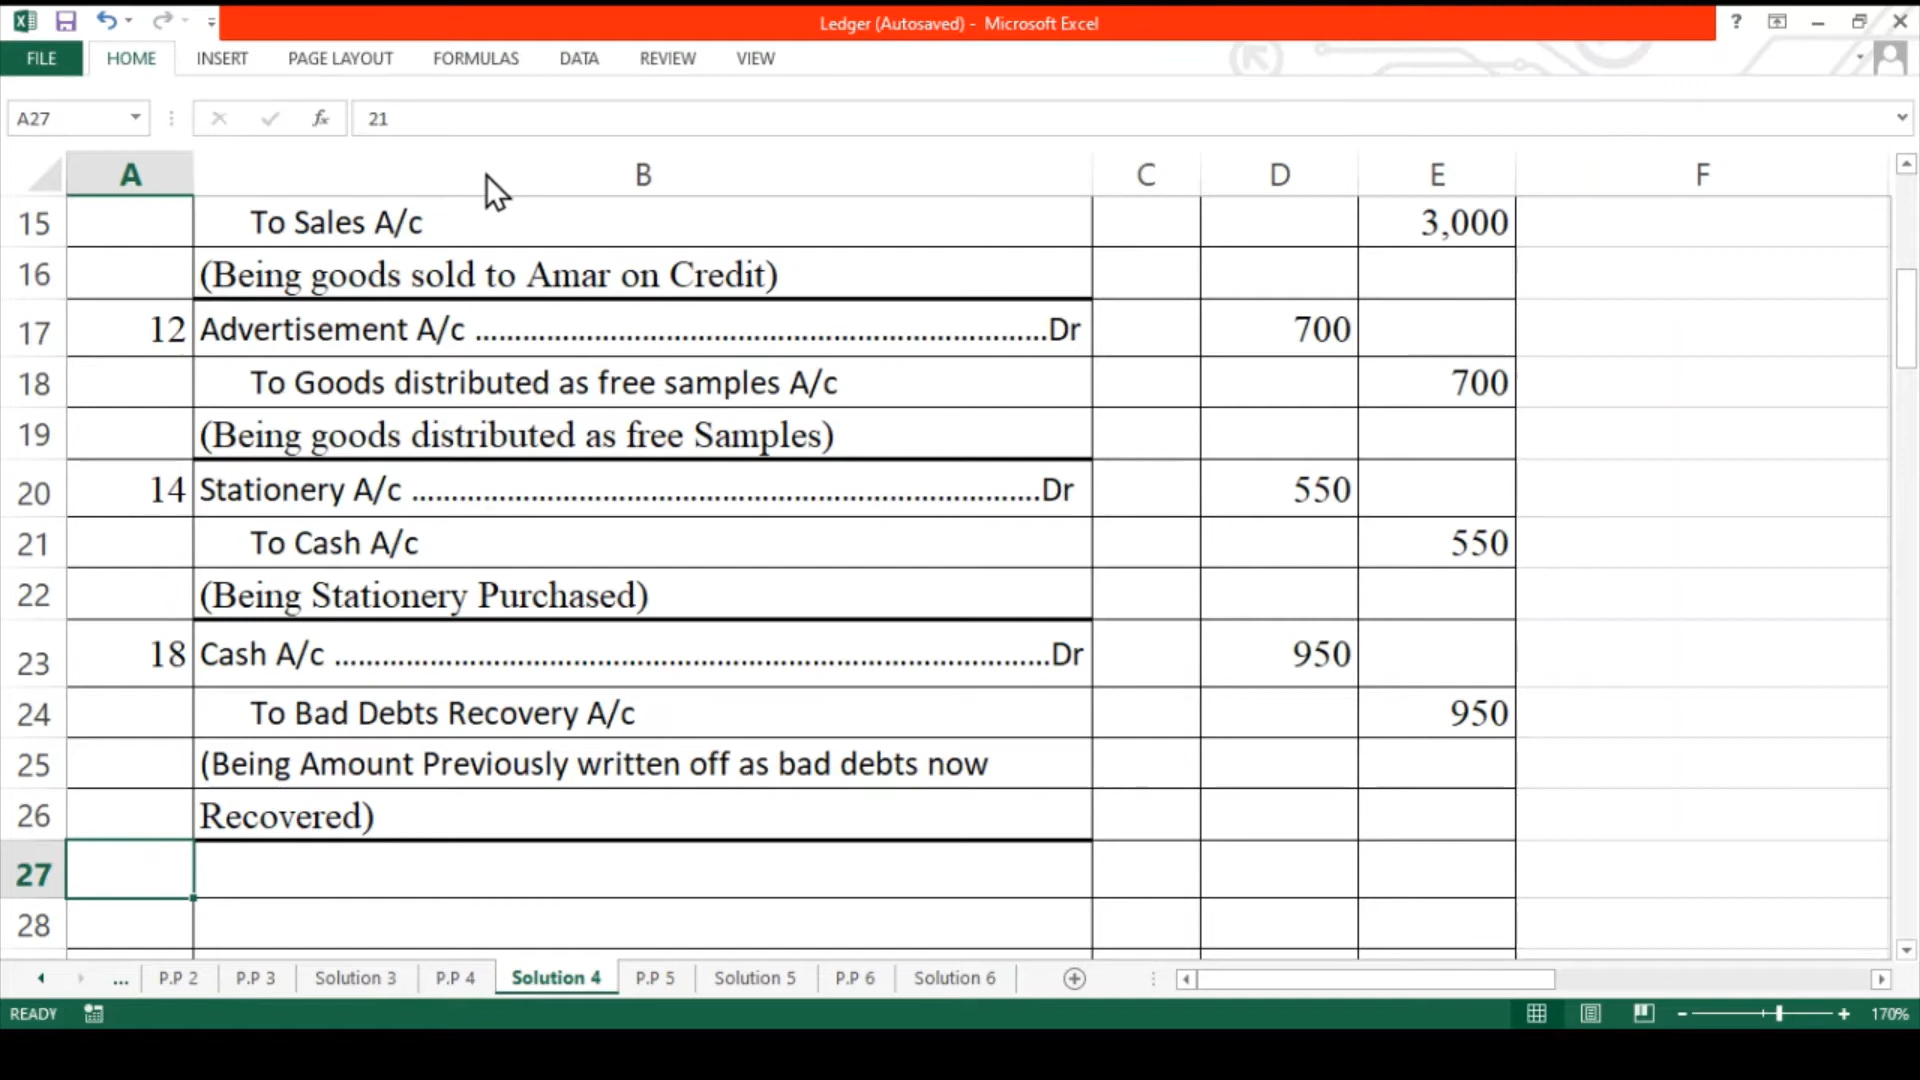 Ledger (Autosaved) - Microsoft Excel
?
FILE HOME INSERT PAGE LAYOUT FORMULAS DATA REVIEW VIEW
A27 fx 21
A B C D E F
15 To Sales A/c 3,000
16 (Being goods sold to Amar on Credit)
17 12 Advertisement A/c ........................................................................Dr 700
18 To Goods distributed as free samples A/c 700
19 (Being goods distributed as free Samples)
20 14 Stationery A/c ...............................................................................Dr 550
21 To Cash A/c 550
22 (Being Stationery Purchased)
23 18 Cash A/c ..........................................................................................Dr 950
24 To Bad Debts Recovery A/c 950
25 (Being Amount Previously written off as bad debts now
26 Recovered)
27
28
... P.P 2 P.P 3 Solution 3 P.P 4 Solution 4 P.P 5 Solution 5 P.P 6 Solution 6
READY 170%